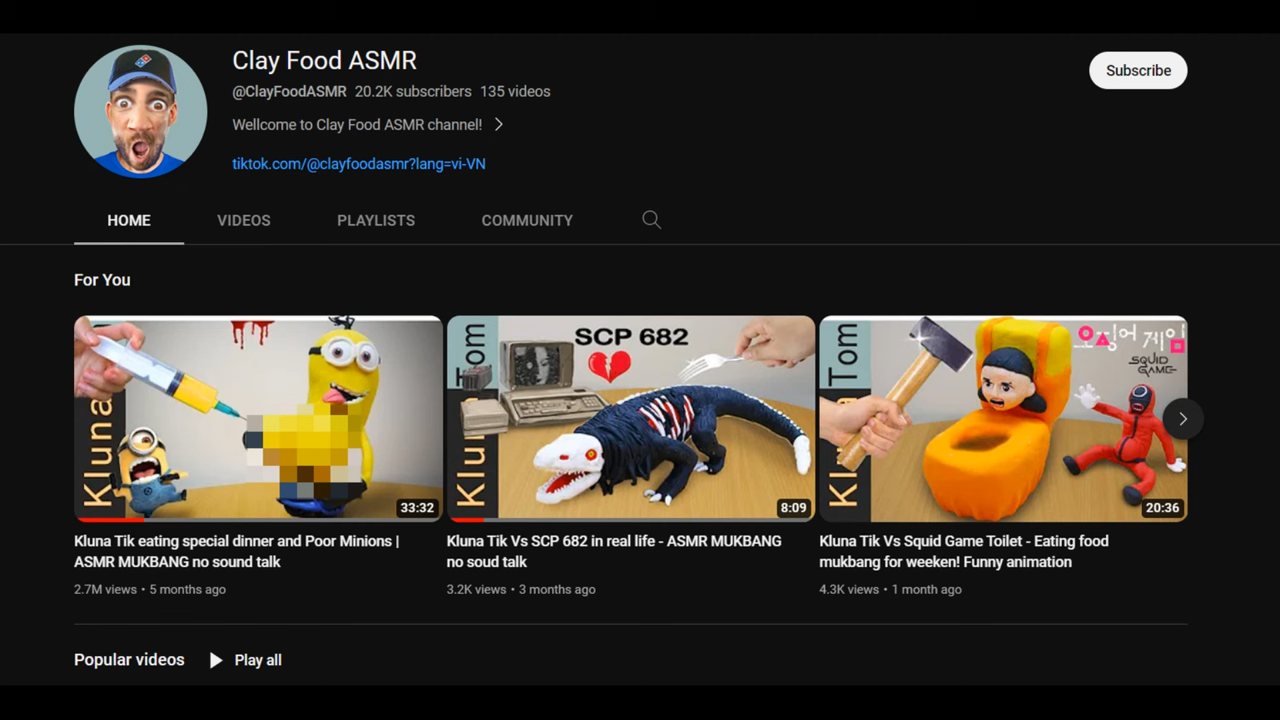 Clay Food ASMR
@ClayFoodASMR 20.2K subscribers 135 videos
Wellcome to Clay Food ASMR channel!
tiktok.com/@clayfoodasmr?lang=vi-VN
Subscribe
HOME VIDEOS PLAYLISTS COMMUNITY
For You
Kluna
33:32
Kluna Tik eating special dinner and Poor Minions |
ASMR MUKBANG no sound talk
2.7M views • 5 months ago
SCP 682
8:09
Kluna Tik Vs SCP 682 in real life - ASMR MUKBANG
no soud talk
3.2K views • 3 months ago
Tom
오징어 게임
SQUID
GAME
20:36
Kluna Tik Vs Squid Game Toilet - Eating food
mukbang for weeken! Funny animation
4.3K views • 1 month ago
Popular videos Play all